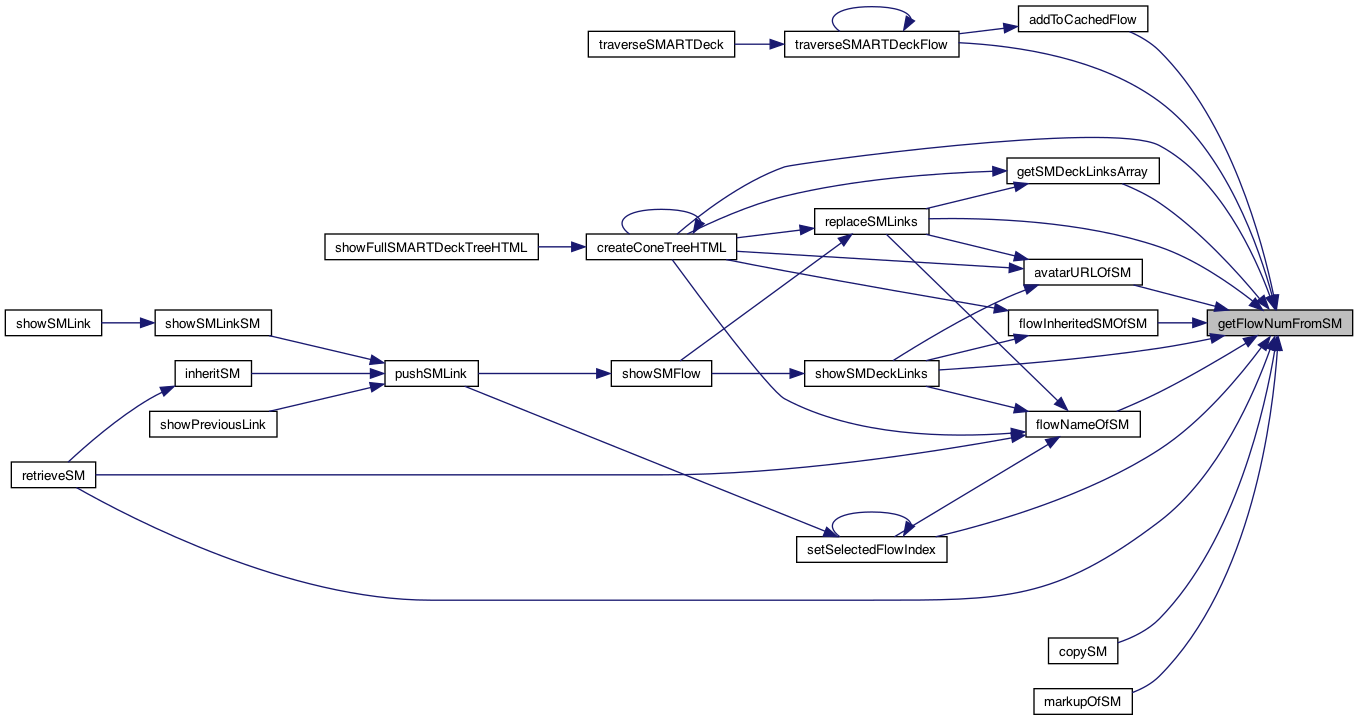 addToCachedFlow
traverseSMARTDeck
traverseSMARTDeckFlow
getSMDeckLinksArray
replaceSMLinks
showFullSMARTDeckTreeHTML
createConeTreeHTML
avatarURLOfSM
showSMLink
showSMLinkSM
flowInheritedSMOfSM
getFlowNumFromSM
inheritSM
pushSMLink
showSMFlow
showSMDeckLinks
showPreviousLink
flowNameOfSM
retrieveSM
setSelectedFlowIndex
copySM
markupOfSM